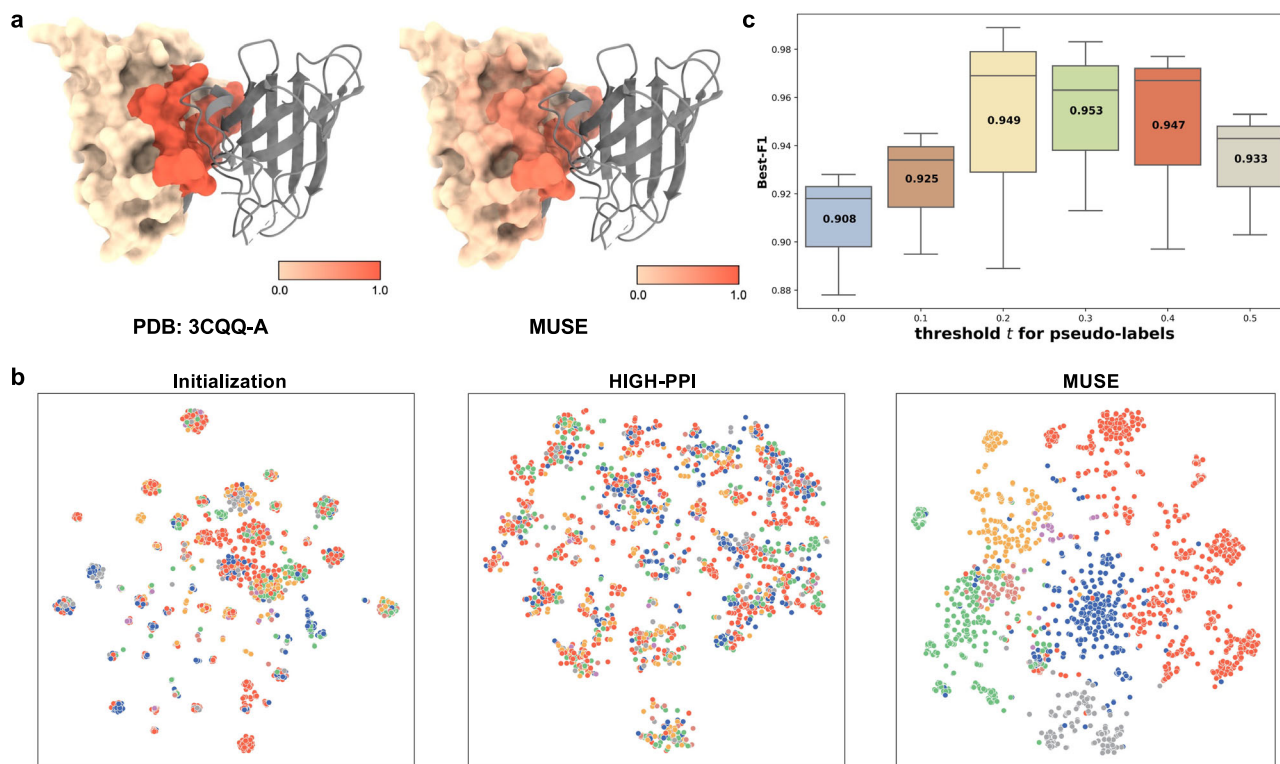 a
0.0 1.0
PDB: 3CQQ-A
0.0 1.0
MUSE
c
Best-F1
0.98
0.96
0.94
0.92
0.90
0.88
0.908
0.925
0.949
0.953
0.947
0.933
0.0 0.1 0.2 0.3 0.4 0.5
threshold t for pseudo-labels
b
Initialization
HIGH-PPI
MUSE